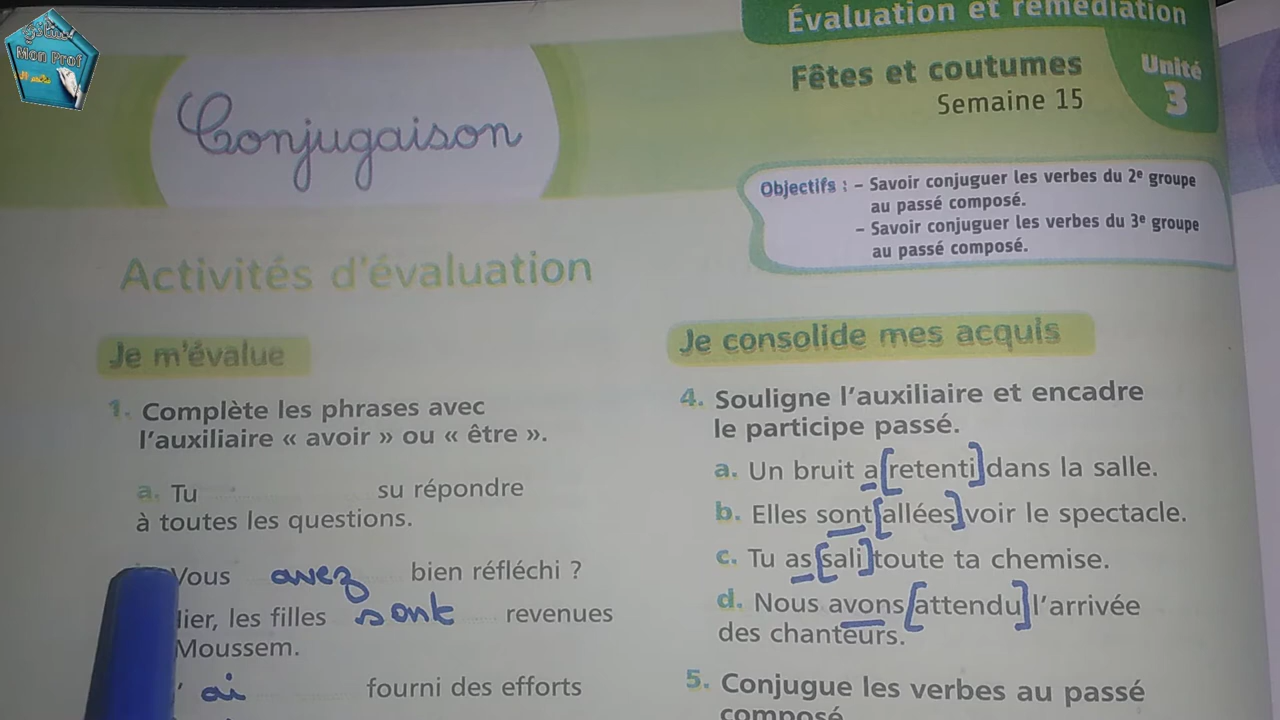 Mon Prof
Évaluation et remédiation
Fêtes et coutumes
Semaine 15
Unité
3
Conjugaison
Objectifs : – Savoir conjuguer les verbes du 2e groupe
au passé composé.
– Savoir conjuguer les verbes du 3e groupe
au passé composé.
Activités d'évaluation
Je m'évalue
1. Complète les phrases avec
l'auxiliaire « avoir » ou « être ».
a. Tu su répondre
à toutes les questions.
Vous avez bien réfléchi ?
ier, les filles sont revenues
Moussem.
' ai fourni des efforts
Je consolide mes acquis
4. Souligne l'auxiliaire et encadre
le participe passé.
a. Un bruit a [retenti] dans la salle.
b. Elles sont [allées] voir le spectacle.
c. Tu as [sali] toute ta chemise.
d. Nous avons [attendu] l'arrivée
des chanteurs.
5. Conjugue les verbes au passé
composé